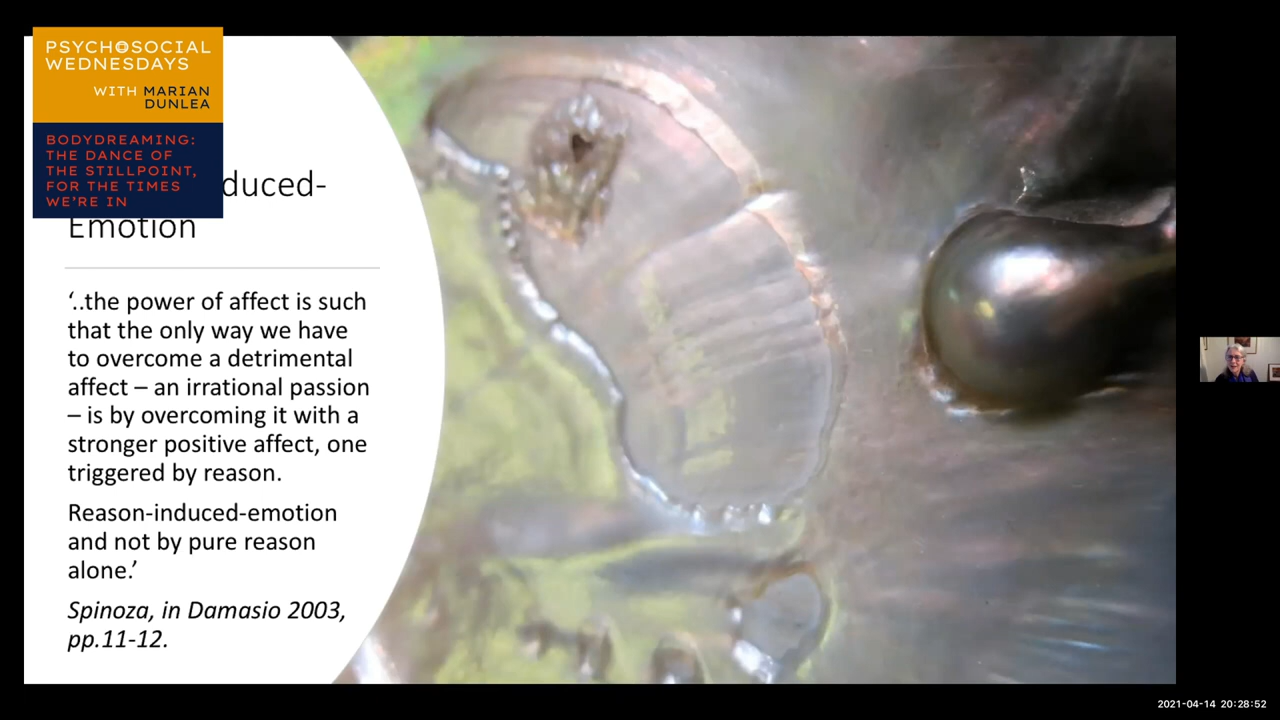 PSYCHOSOCIAL
WEDNESDAYS
WITH MARIAN
DUNLEA
BODYDREAMING:
THE DANCE OF
THE STILLPOINT,
FOR THE TIMES
WE'RE IN
duced-
Emotion
‘..the power of affect is such
that the only way we have
to overcome a detrimental
affect – an irrational passion
– is by overcoming it with a
stronger positive affect, one
triggered by reason.
Reason-induced-emotion
and not by pure reason
alone.’
Spinoza, in Damasio 2003,
pp.11-12.
2021-04-14 20:28:52